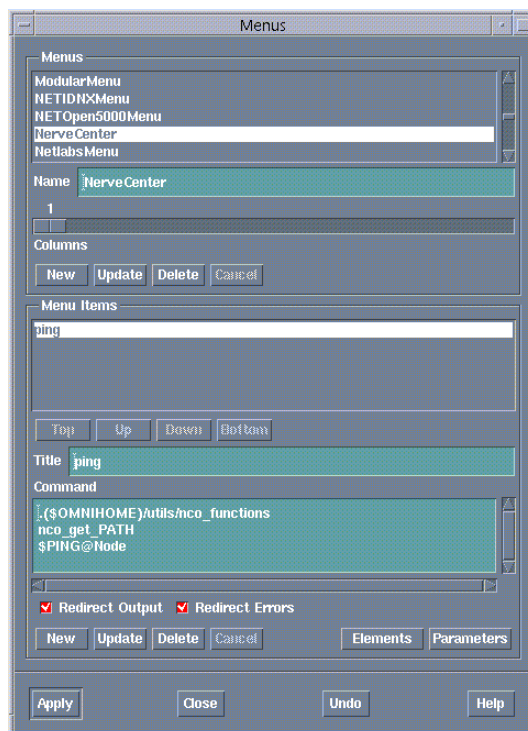 Menus
Menus
ModularMenu
NETIDNXMenu
NETOpen5000Menu
NerveCenter
NetlabsMenu
Name NerveCenter
1
Columns
New Update Delete Cancel
Menu Items
ping
Top Up Down Bottom
Title ping
Command
.($OMNIHOME)/utils/nco_functions
nco_get_PATH
$PING@Node
Redirect Output Redirect Errors
New Update Delete Cancel Elements Parameters
Apply Close Undo Help